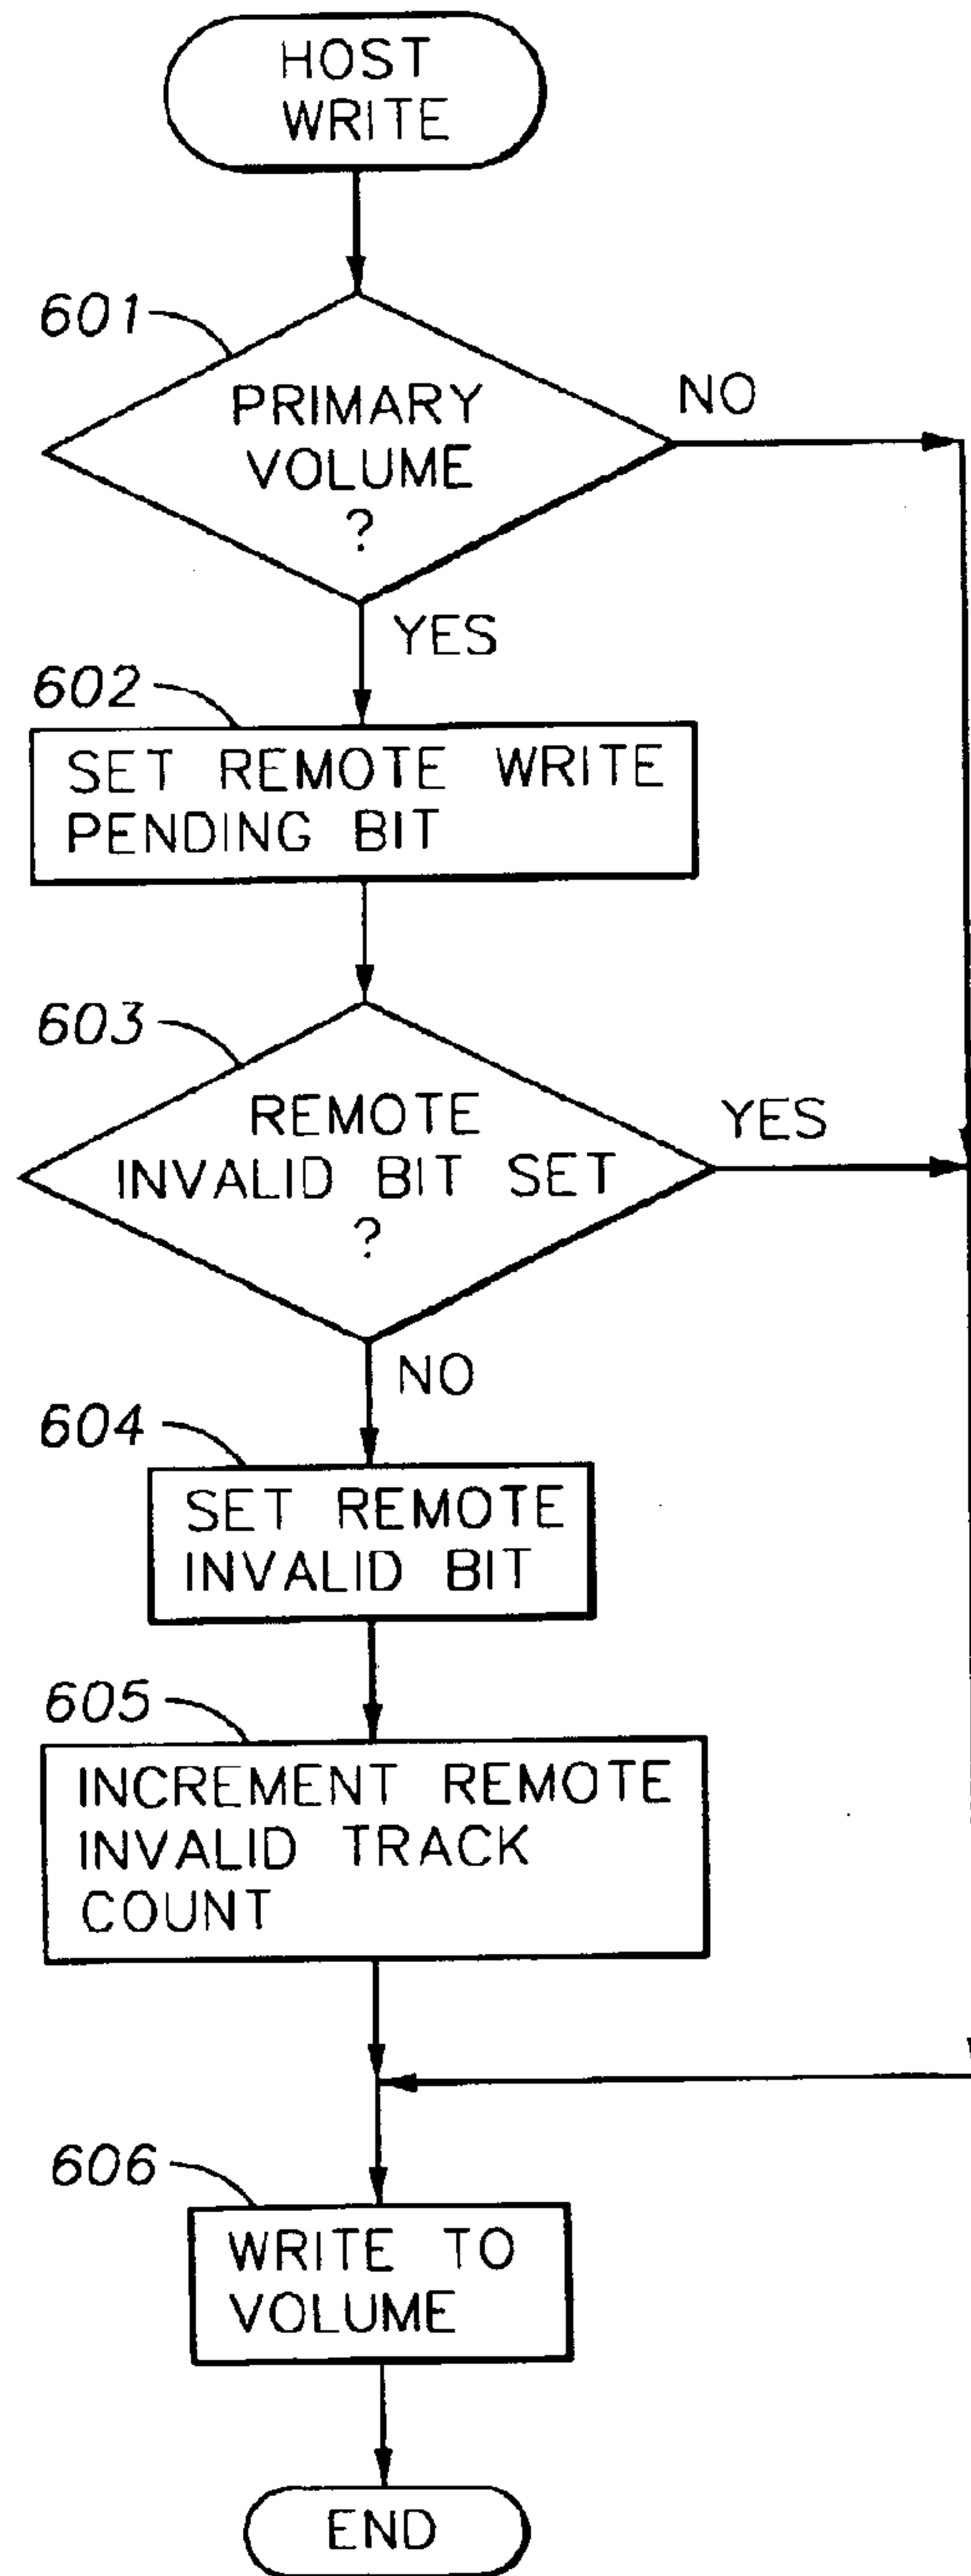 HOST
WRITE
601
PRIMARY
VOLUME
?
NO
YES
602
SET REMOTE WRITE
PENDING BIT
603
REMOTE
INVALID BIT SET
?
YES
NO
604
SET REMOTE
INVALID BIT
605
INCREMENT REMOTE
INVALID TRACK
COUNT
606
WRITE TO
VOLUME
END